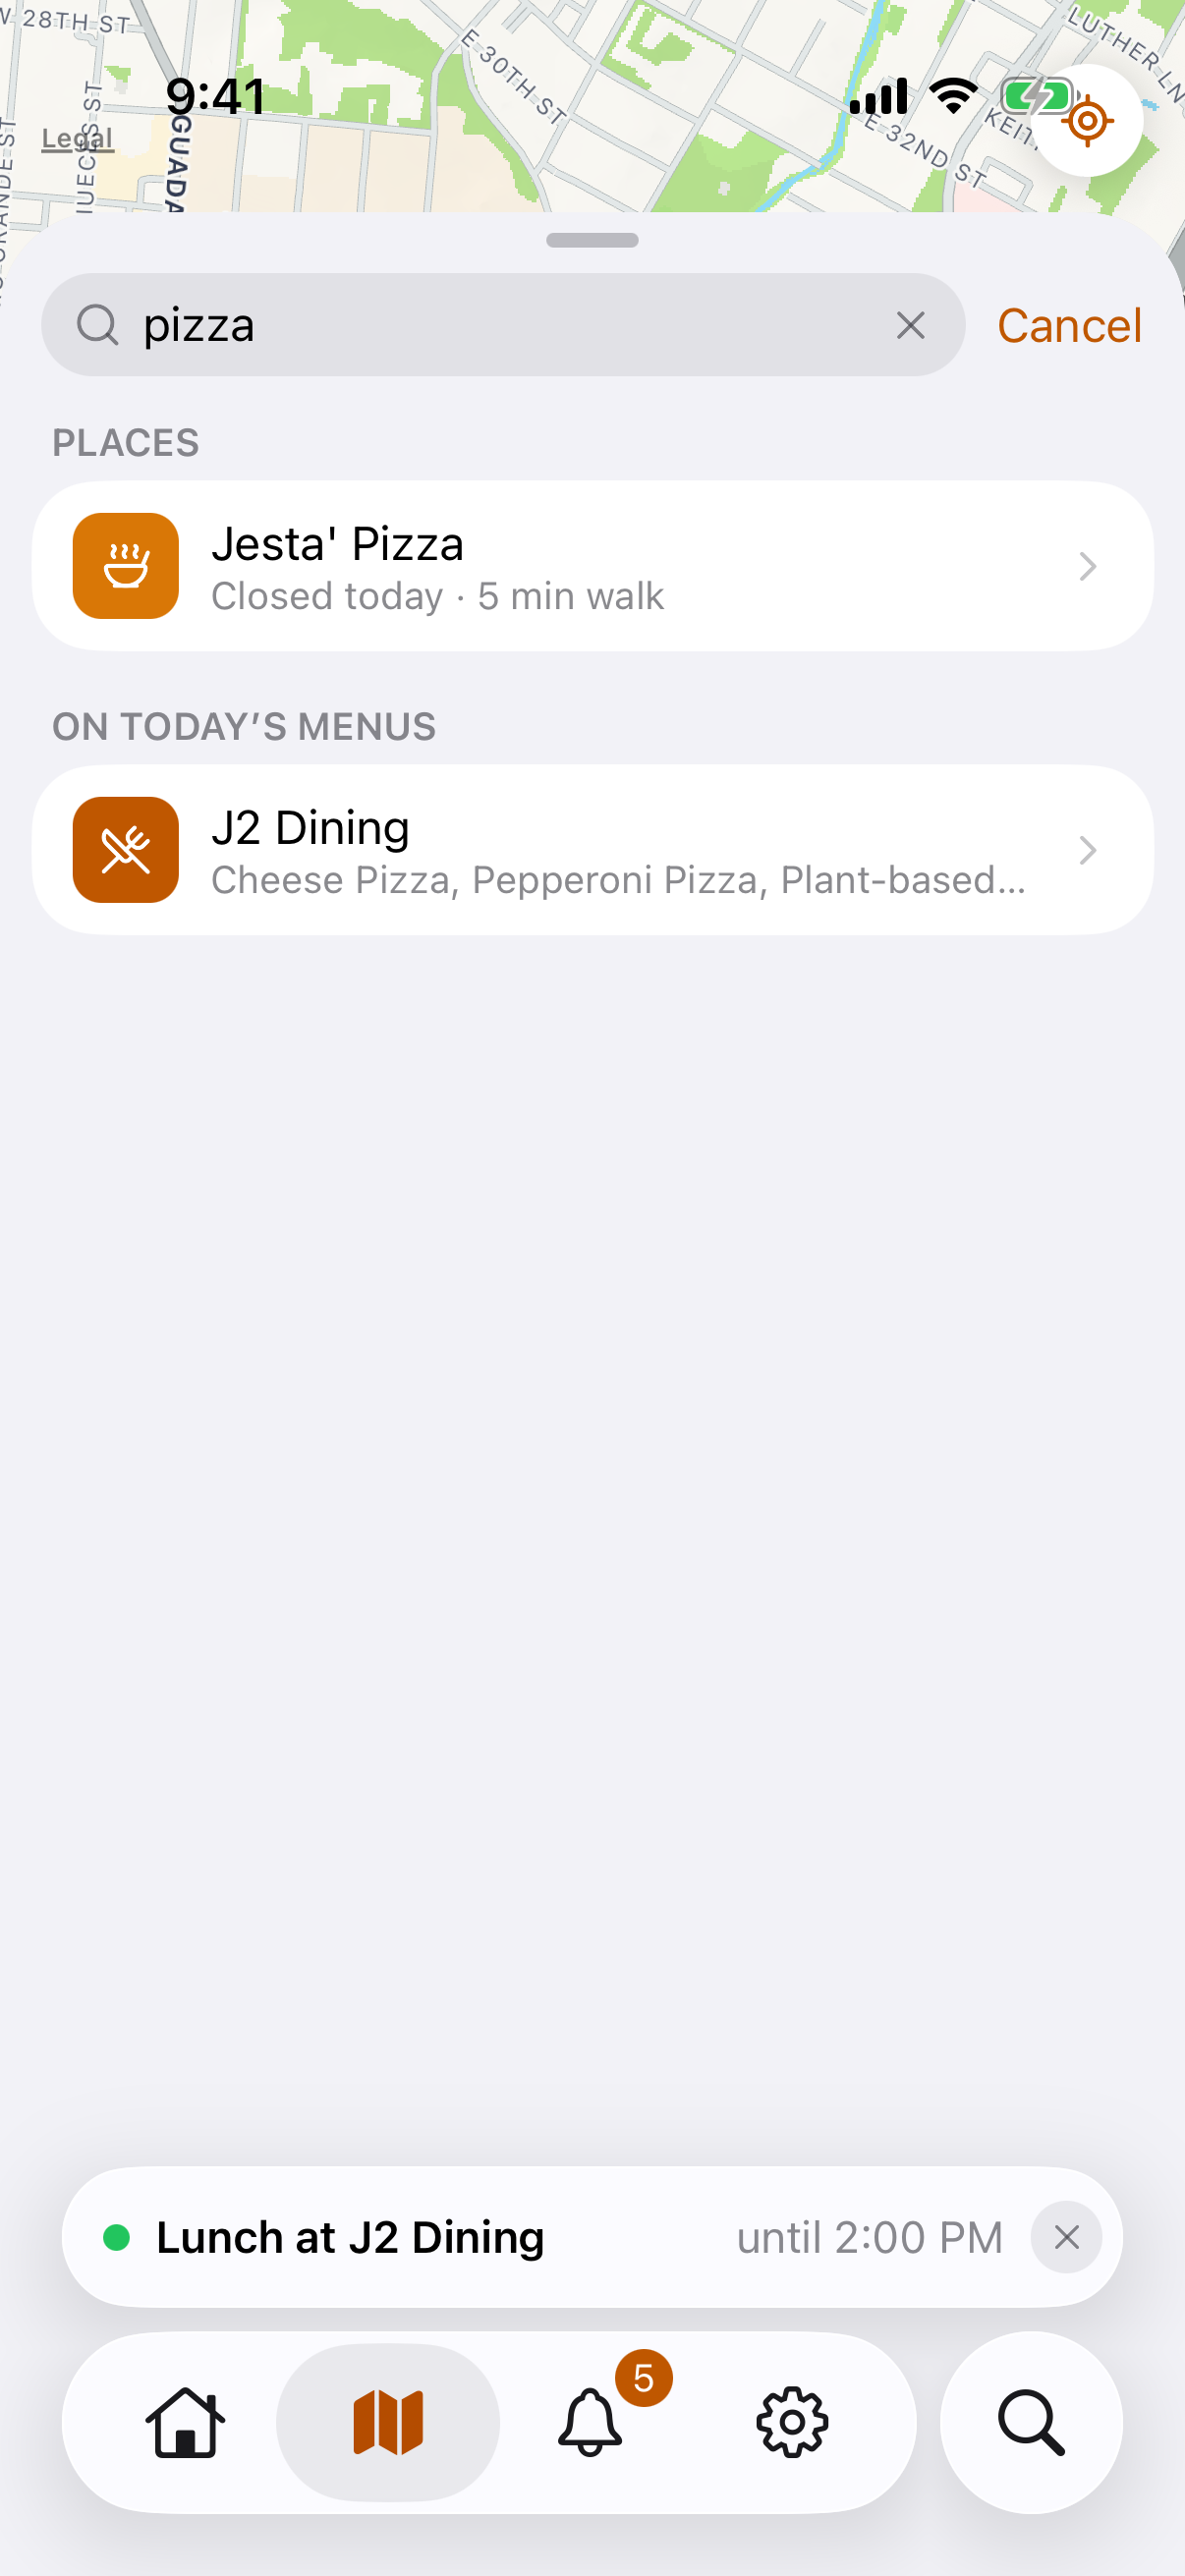 W 28TH ST
E 30TH ST
LUTHER LN
9:41
Legal
GUADA
E 32ND ST
KEIT
pizza
Cancel
PLACES
Jesta' Pizza
Closed today · 5 min walk
ON TODAY’S MENUS
J2 Dining
Cheese Pizza, Pepperoni Pizza, Plant-based...
Lunch at J2 Dining
until 2:00 PM
5